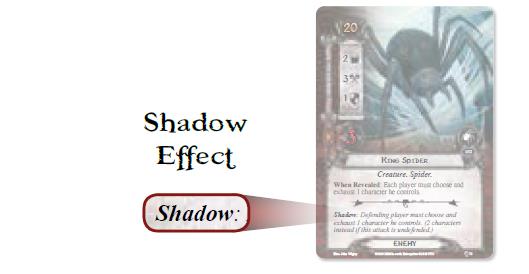 Shadow
Effect
Shadow:
20
2
3
1
3
King Spider
Creature. Spider.
When Revealed: Each player must choose and
exhaust 1 character he controls.
Shadow: Defending player must choose and
exhaust 1 character he controls. (2 characters
instead if this attack is undefended.)
ENEMY